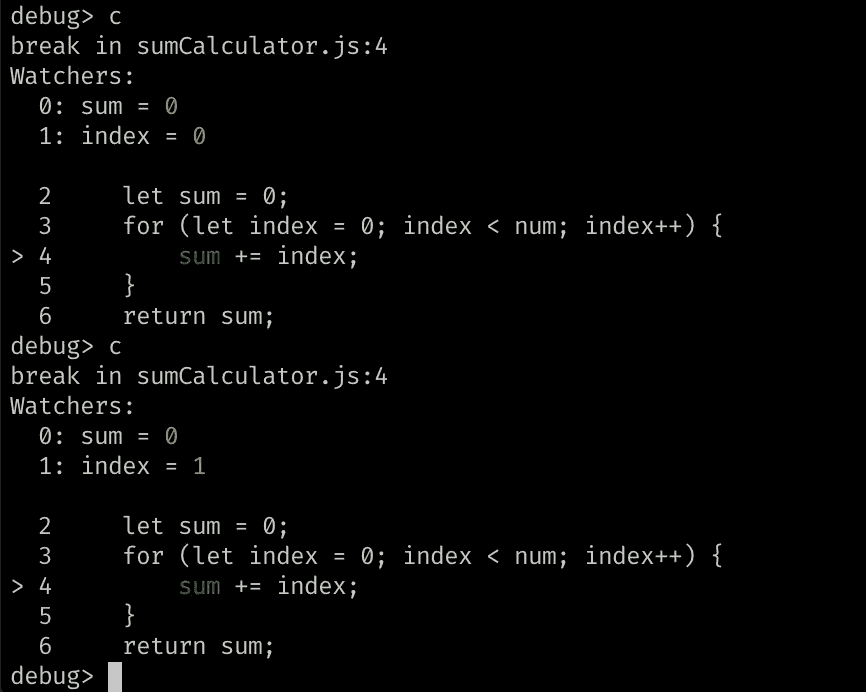 debug> c
break in sumCalculator.js:4
Watchers:
  0: sum = 0
  1: index = 0

  2     let sum = 0;
  3     for (let index = 0; index < num; index++) {
> 4         sum += index;
  5     }
  6     return sum;
debug> c
break in sumCalculator.js:4
Watchers:
  0: sum = 0
  1: index = 1

  2     let sum = 0;
  3     for (let index = 0; index < num; index++) {
> 4         sum += index;
  5     }
  6     return sum;
debug>